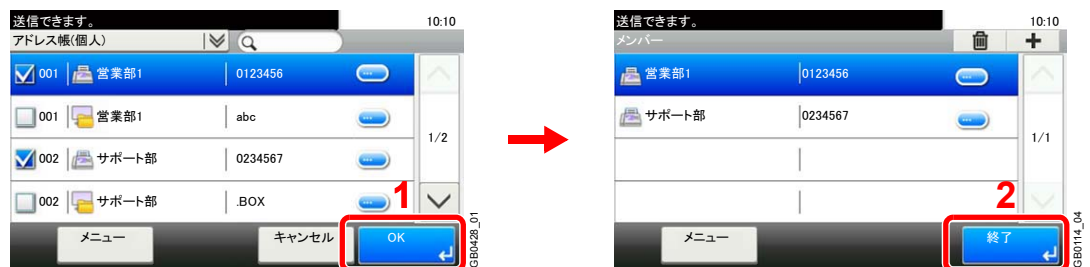 送信できます。 10:10
アドレス帳(個人)
001 営業部1 0123456
001 営業部1 abc
1/2
002 サポート部 0234567
002 サポート部 .BOX
1
メニュー キャンセル OK
GB0428_01
送信できます。 10:10
メンバー
営業部1 0123456
サポート部 0234567
1/1
2
メニュー 終了
GB0114_04